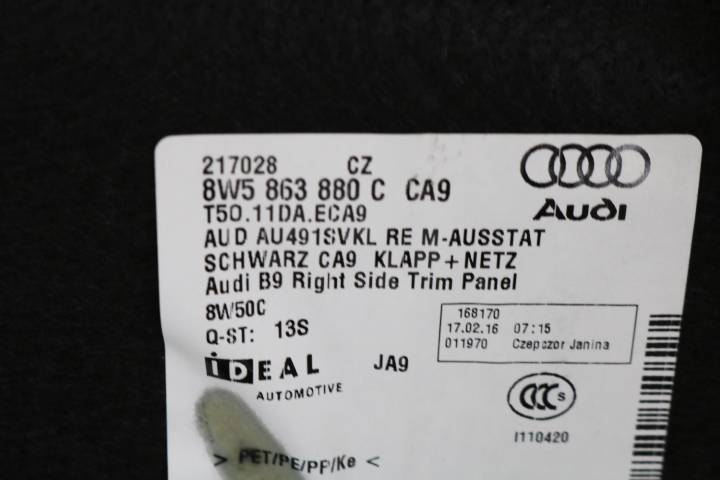 217028 CZ
8W5 863 880 C CA9
T50.11DA.ECA9
Audi
AUD AU491SVKL RE M-AUSSTAT
SCHWARZ CA9 KLAPP+NETZ
Audi B9 Right Side Trim Panel
8W50C
Q-ST: 13S
168170
17.02.16 07:15
011970 Czepczor Janina
iDEAL
AUTOMOTIVE
JA9
CCC S
I110420
> PET/PE/PP/Ke <